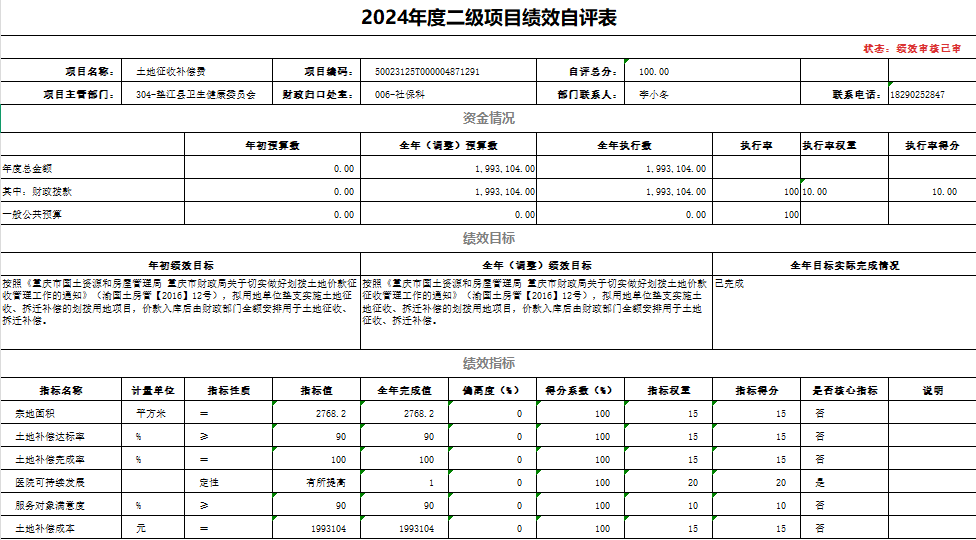 2024年度二级项目绩效自评表
状态：绩效审核已审
项目名称： 土地征收补偿费 项目编码： 50023125T000004871291 自评总分： 100.00
项目主管部门： 304-垫江县卫生健康委员会 财政归口处室： 006-社保科 部门联系人： 李小冬 联系电话： 18290252847
资金情况
年初预算数 全年（调整）预算数 全年执行数 执行率 执行率权重 执行率得分
年度总金额 0.00 1,993,104.00 1,993,104.00
其中：财政拨款 0.00 1,993,104.00 1,993,104.00 100 10.00 10.00
一般公共预算 0.00 0.00 0.00 100
绩效目标
年初绩效目标 全年（调整）绩效目标 全年目标实际完成情况
按照《重庆市国土资源和房屋管理局 重庆市财政局关于切实做好划拨土地价款征
收管理工作的通知》（渝国土房管【2016】12号），拟用地单位垫支实施土地征
收、拆迁补偿的划拨用地项目，价款入库后由财政部门全额安排用于土地征收、
拆迁补偿。
按照《重庆市国土资源和房屋管理局 重庆市财政局关于切实做好划拨土地价款
征收管理工作的通知》（渝国土房管【2016】12号），拟用地单位垫支实施土
地征收、拆迁补偿的划拨用地项目，价款入库后由财政部门全额安排用于土地
征收、拆迁补偿。
已完成
绩效指标
指标名称 计量单位 指标性质 指标值 全年完成值 偏离度（%） 得分系数（%） 指标权重 指标得分 是否核心指标 说明
宗地面积 平方米 ＝ 2768.2 2768.2 0 100 15 15 否
土地补偿达标率 % ≥ 90 90 0 100 15 15 否
土地补偿完成率 % ＝ 100 100 0 100 15 15 否
医院可持续发展 定性 有所提高 1 0 100 20 20 是
服务对象满意度 % ≥ 90 90 0 100 10 10 否
土地补偿成本 元 ＝ 1993104 1993104 0 100 15 15 否